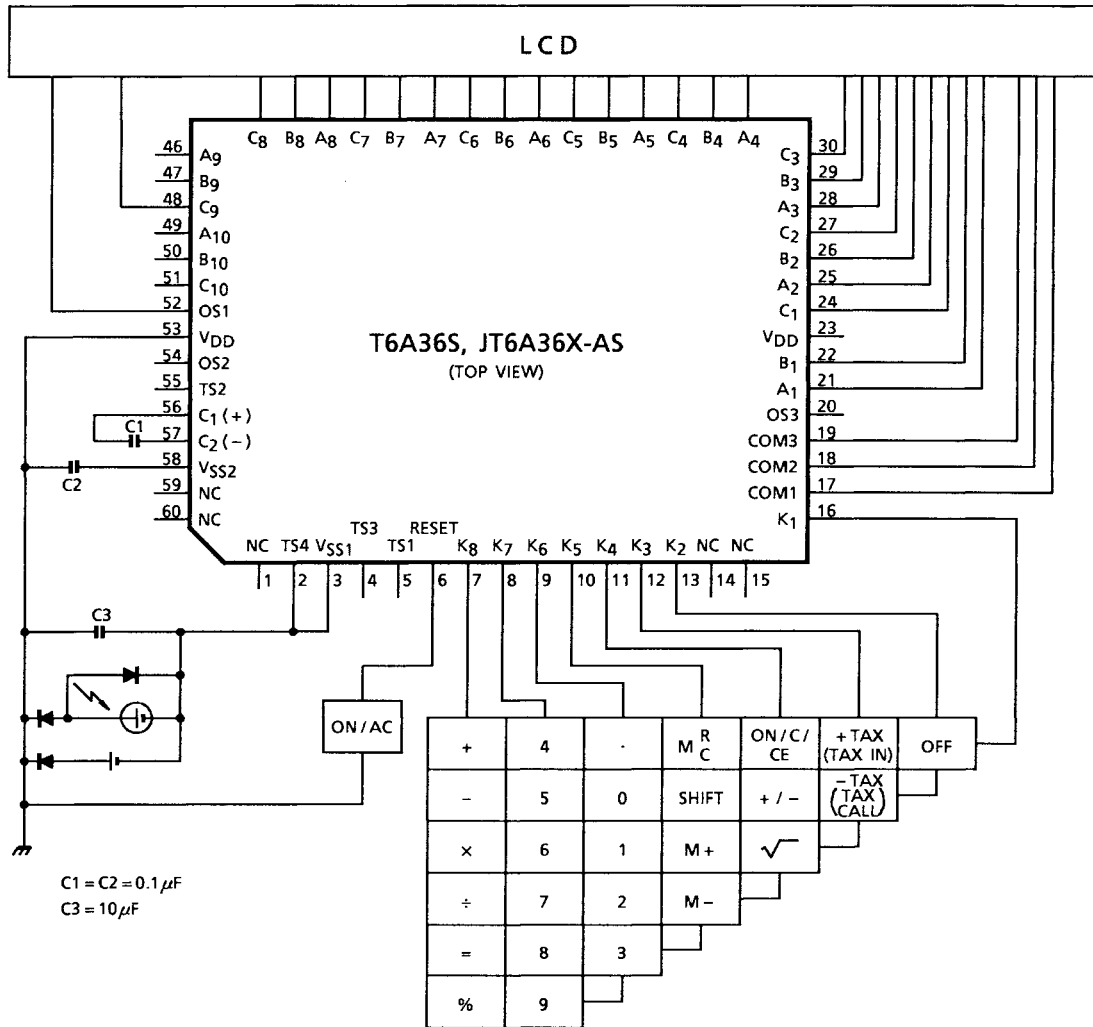 LCD
C8 B8 A8 C7 B7 A7 C6 B6 A6 C5 B5 A5 C4 B4 A4
46 A9
47 B9
48 C9
49 A10
50 B10
51 C10
52 OS1
53 VDD
54 OS2
55 TS2
56 C1 (+)
57 C2 (-)
58 VSS2
59 NC
60 NC
C1
C2
T6A36S, JT6A36X-AS
(TOP VIEW)
C3 30
B3 29
A3 28
C2 27
B2 26
A2 25
C1 24
VDD 23
B1 22
A1 21
OS3 20
COM3 19
COM2 18
COM1 17
K1 16
NC TS4 VSS1 TS3 TS1 RESET K8 K7 K6 K5 K4 K3 K2 NC NC
1 2 3 4 5 6 7 8 9 10 11 12 13 14 15
C3
ON/AC
+ 4 · M R C ON/C/CE +TAX (TAX IN) OFF
- 5 0 SHIFT +/- -TAX (TAX CALL)
× 6 1 M+ √
÷ 7 2 M-
= 8 3
% 9
C1 = C2 = 0.1 μF
C3 = 10 μF